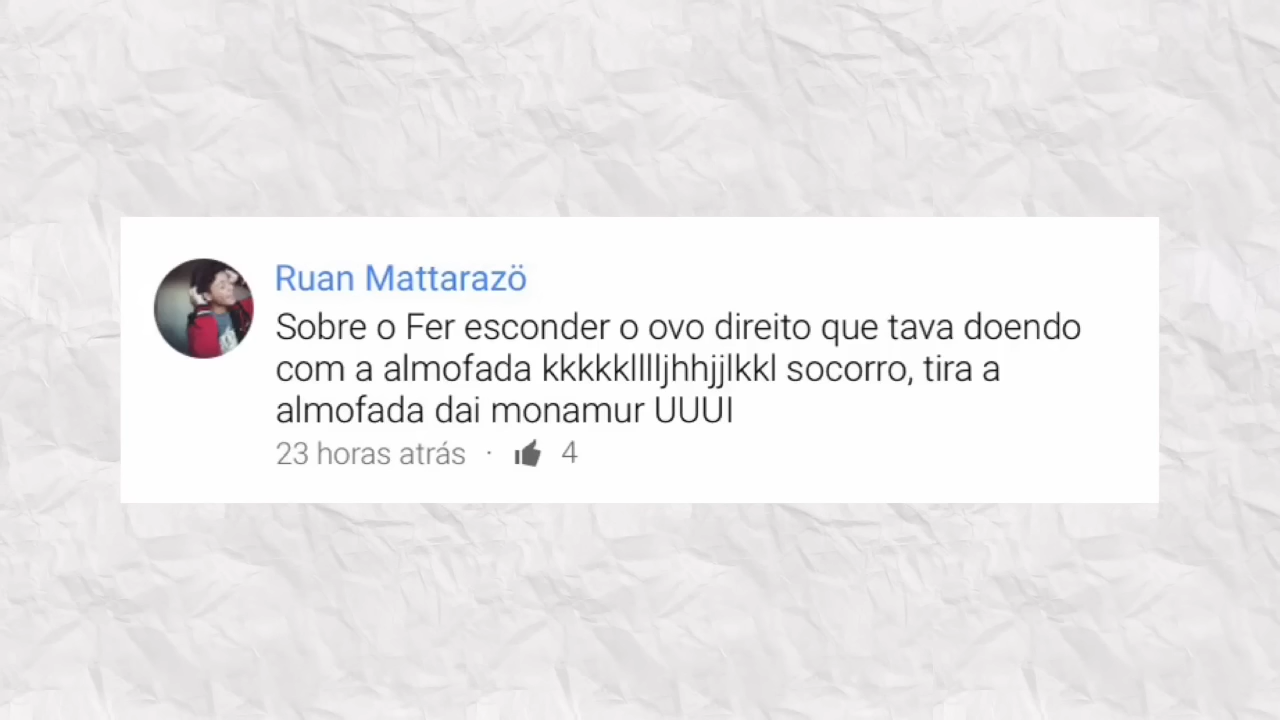 Ruan Mattarazö
Sobre o Fer esconder o ovo direito que tava doendo
com a almofada kkkkkllllljhhjjlkkl socorro, tira a
almofada dai monamur UUUI
23 horas atrás · 4